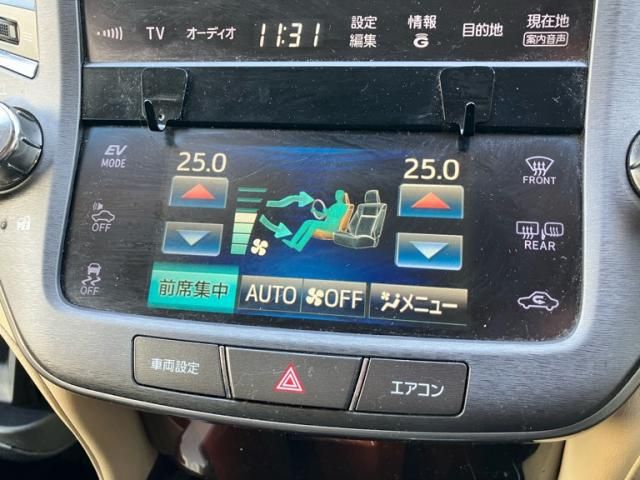 TV オーディオ 11:31 設定編集 情報G 目的地 現在地 案内音声
EV MODE
25.0 25.0
FRONT
OFF
REAR
OFF
前席集中 AUTO OFF メニュー
車両設定 エアコン